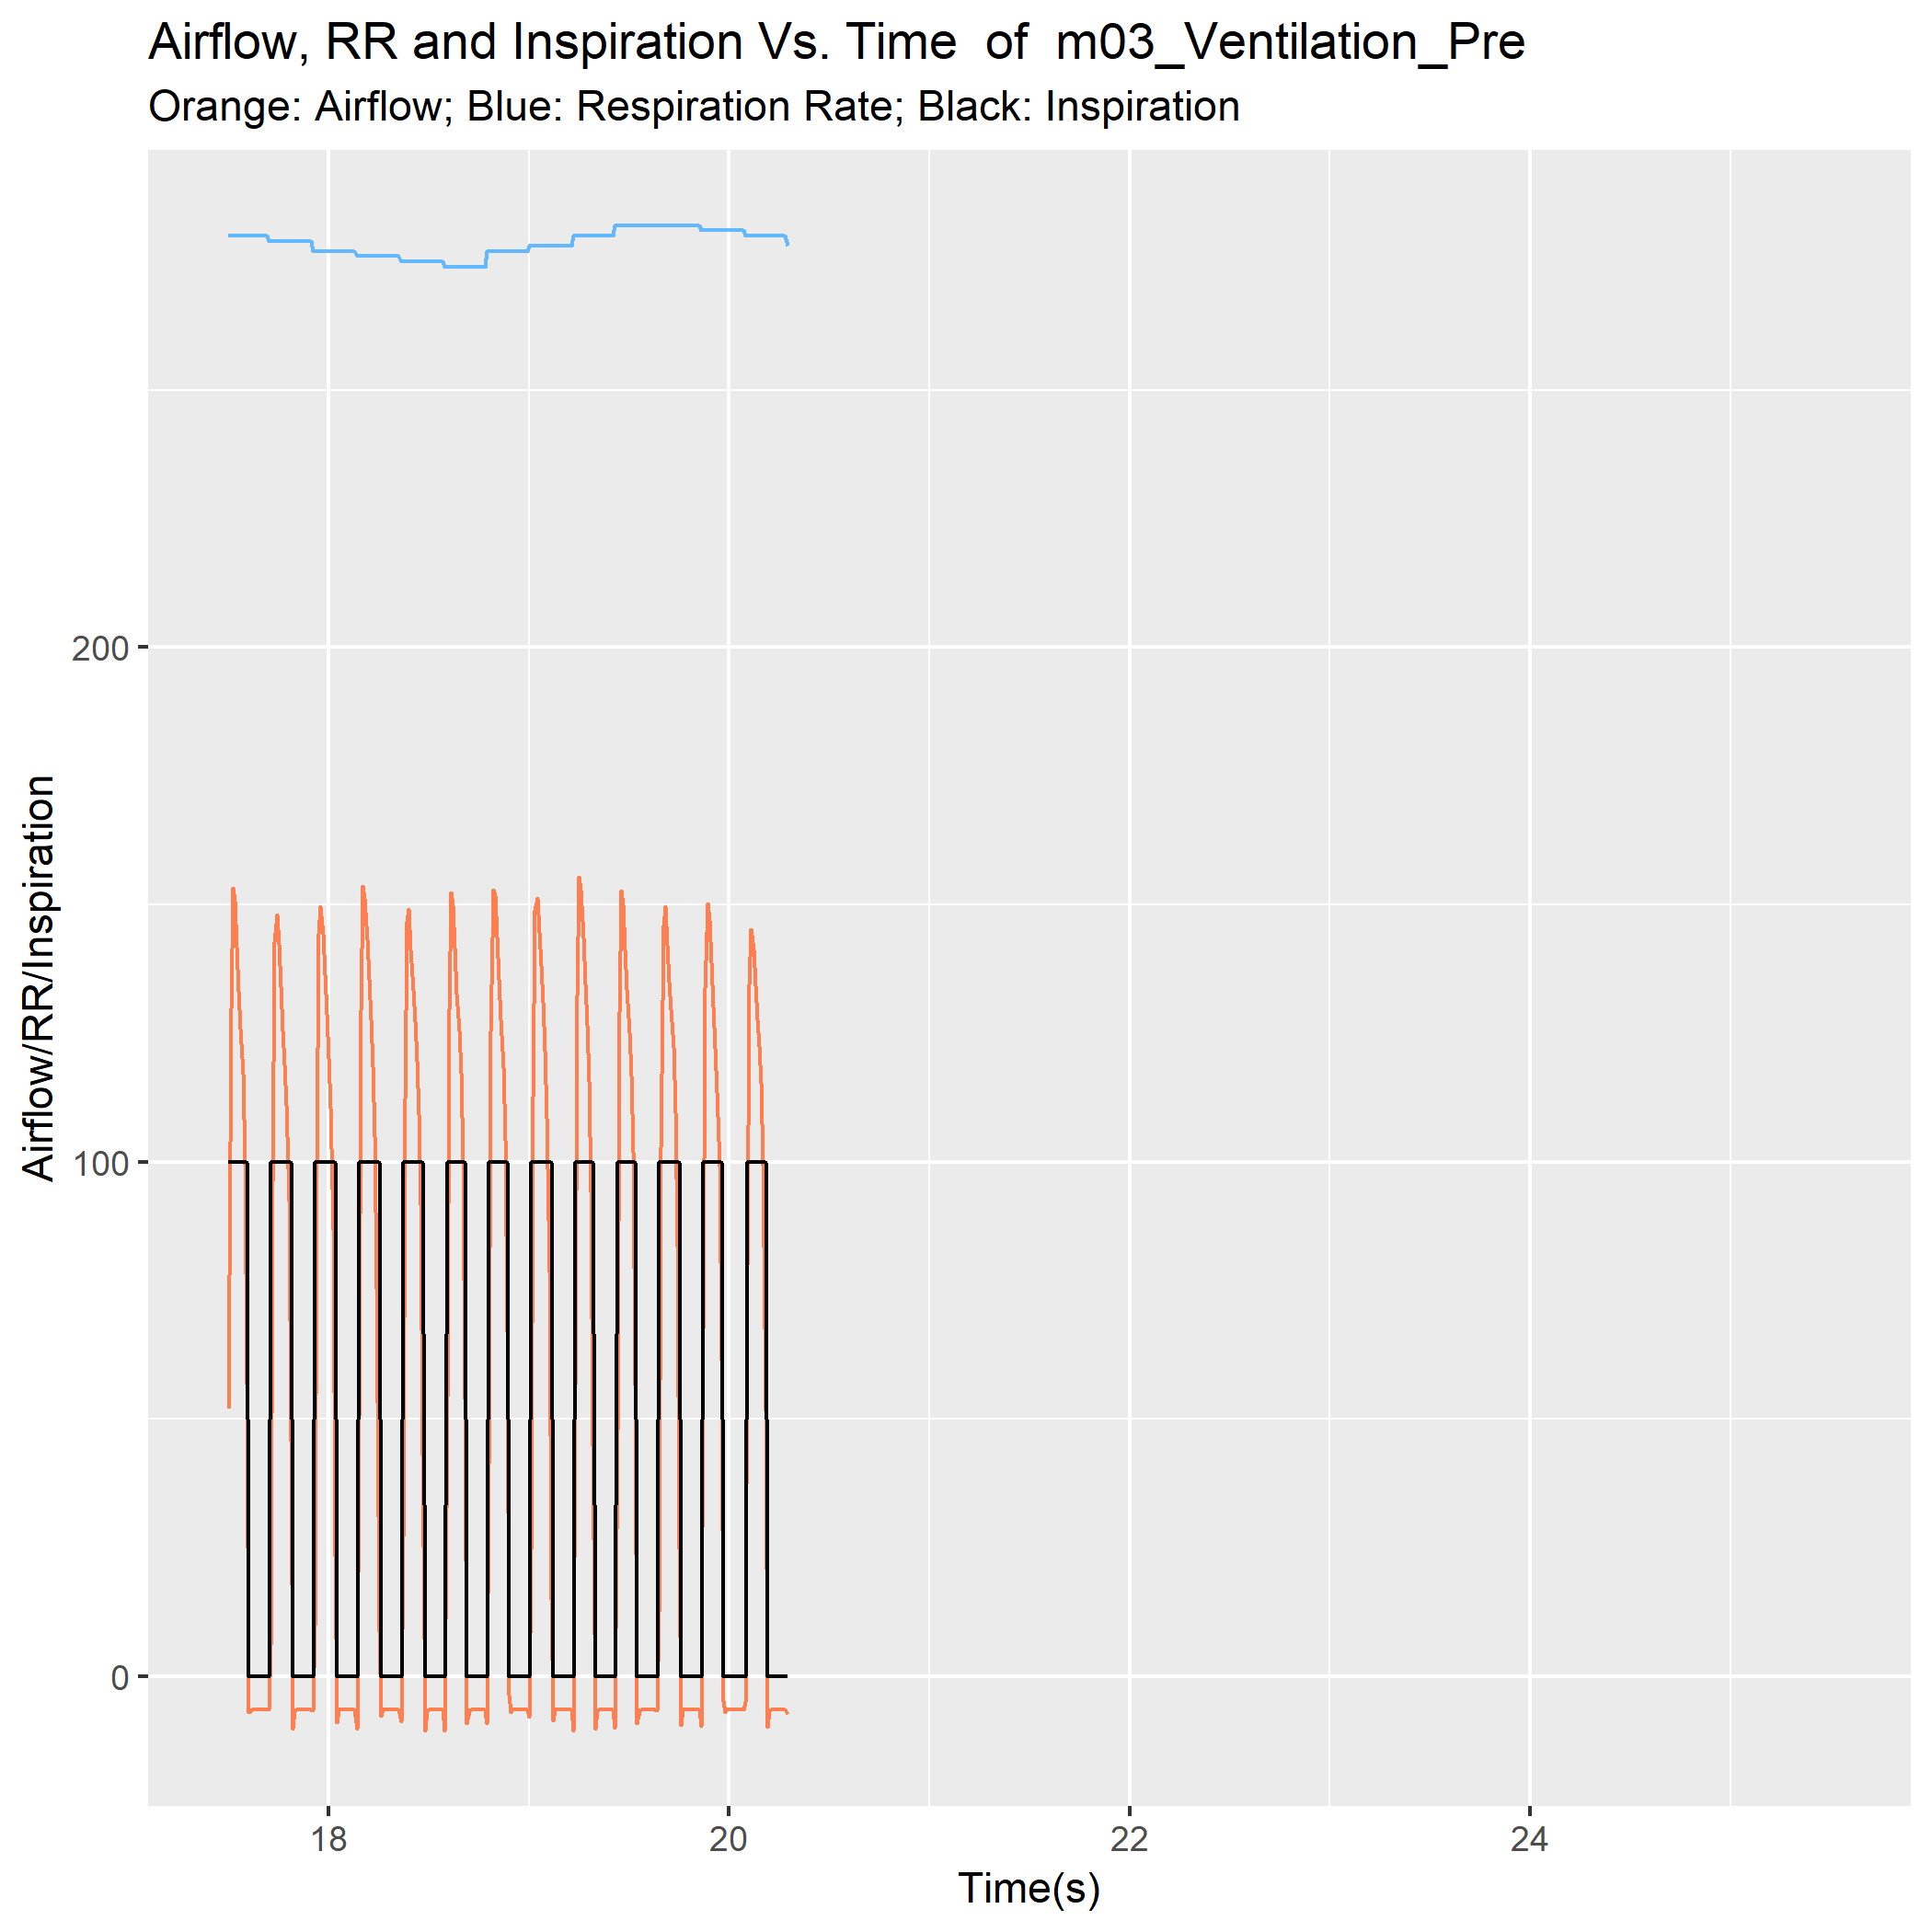 Airflow, RR and Inspiration Vs. Time  of  m03_Ventilation_Pre
Orange: Airflow; Blue: Respiration Rate; Black: Inspiration
Airflow/RR/Inspiration
200
100
0
18
20
22
24
Time(s)